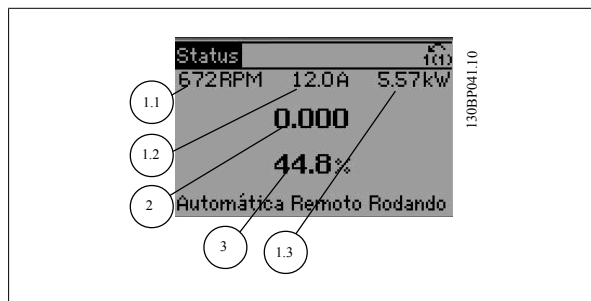 Status
1(1)
672RPM 12.0A 5.57kW
1.1
0.000
1.2
44.8%
2
Automática Remoto Rodando
3
1.3
130BP041.10